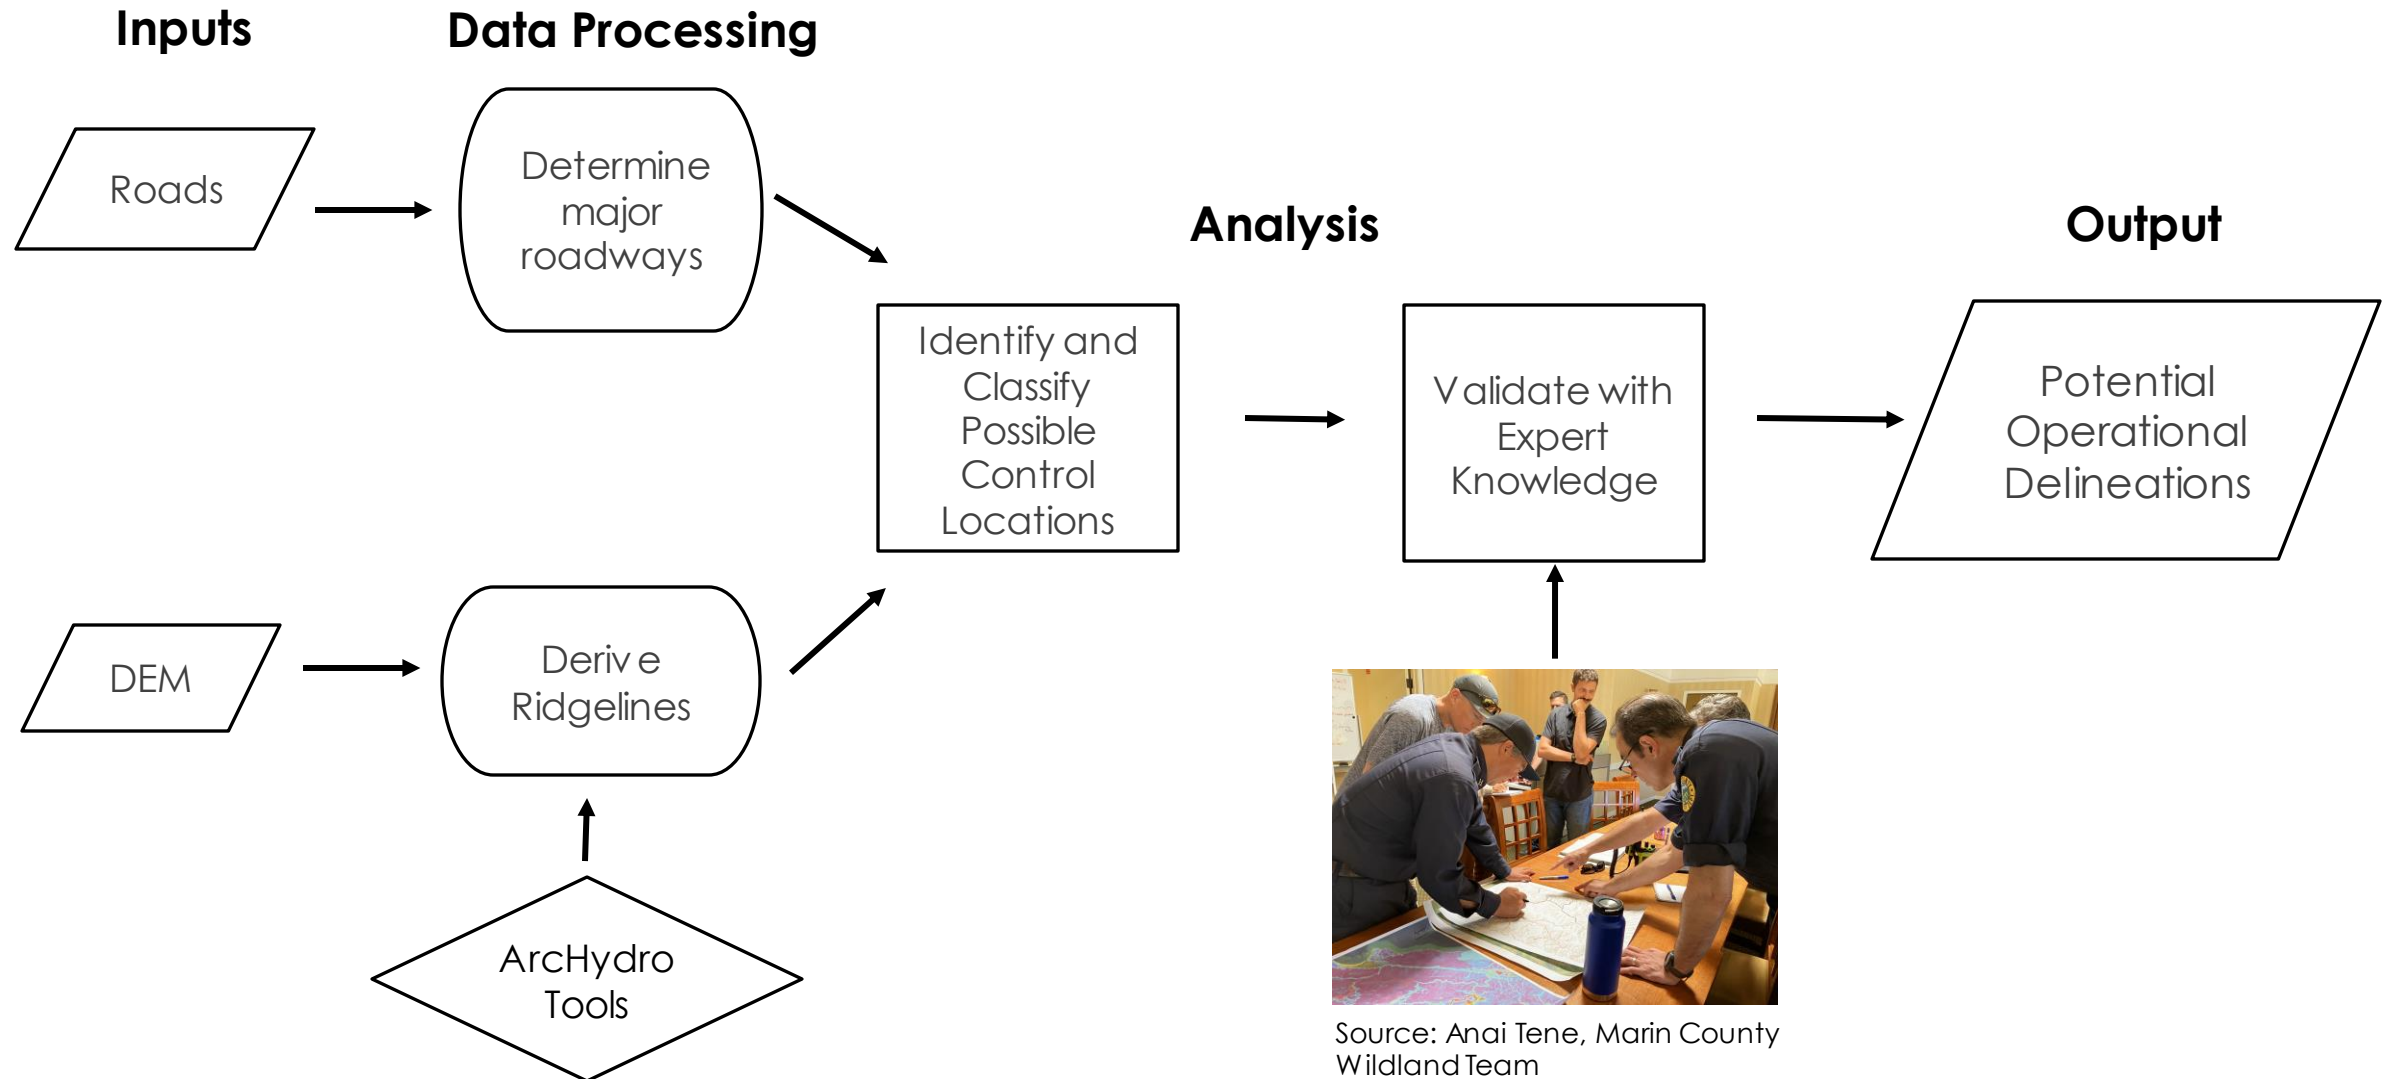 Inputs
Data Processing
Roads
Determine
major
roadways
Analysis
Output
Identify and
Classify
Possible
Control
Locations
Validate with
Expert
Knowledge
Potential
Operational
Delineations
DEM
Derive
Ridgelines
ArcHydro
Tools
Source: Anai Tene, Marin County
Wildland Team